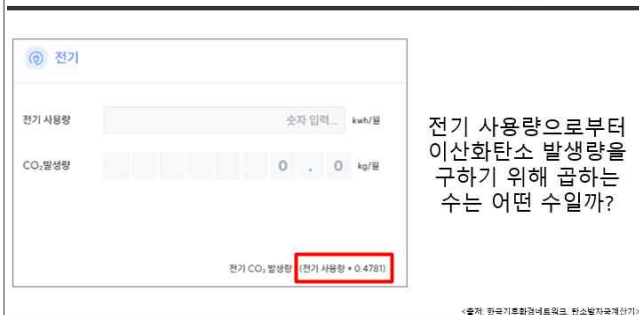 전기
전기 사용량
숫자 입력...
kwh/월
CO₂발생량
0 . 0
kg/월
전기 CO₂ 발생량 (전기 사용량 * 0.4781)
전기 사용량으로부터
이산화탄소 발생량을
구하기 위해 곱하는
수는 어떤 수일까?
<출처: 한국기후환경네트워크, 탄소발자국계산기>